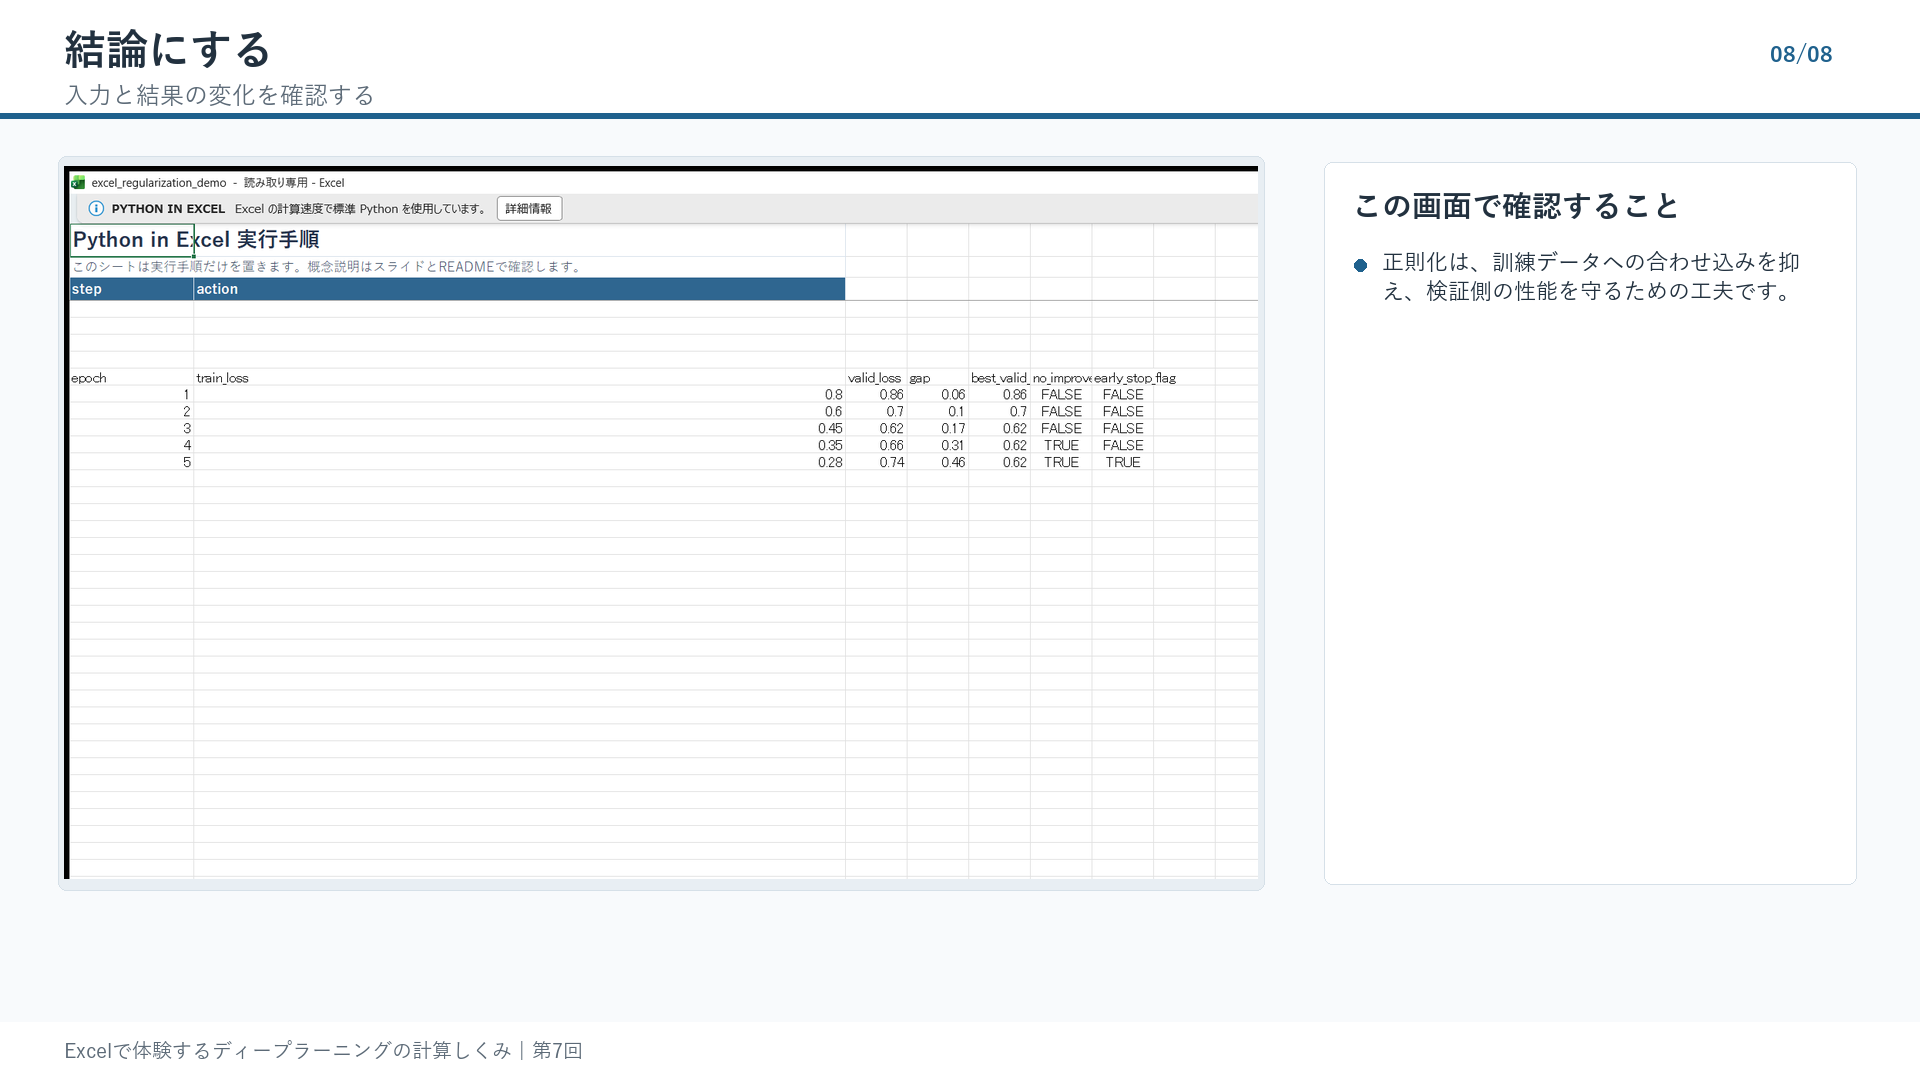 結論にする
08/08
入力と結果の変化を確認する
excel_regularization_demo - 読み取り専用 - Excel
PYTHON IN EXCEL Excel の計算速度で標準 Python を使用しています。 詳細情報
Python in Excel 実行手順
このシートは実行手順だけを置きます。概念説明はスライドとREADMEで確認します。
step action
epoch train_loss valid_loss gap best_valid_ no_improve early_stop_flag
1 0.8 0.86 0.06 0.86 FALSE FALSE
2 0.6 0.7 0.1 0.7 FALSE FALSE
3 0.45 0.62 0.17 0.62 FALSE FALSE
4 0.35 0.66 0.31 0.62 TRUE FALSE
5 0.28 0.74 0.46 0.62 TRUE TRUE
この画面で確認すること
正則化は、訓練データへの合わせ込みを抑
え、検証側の性能を守るための工夫です。
Excelで体験するディープラーニングの計算しくみ｜第7回